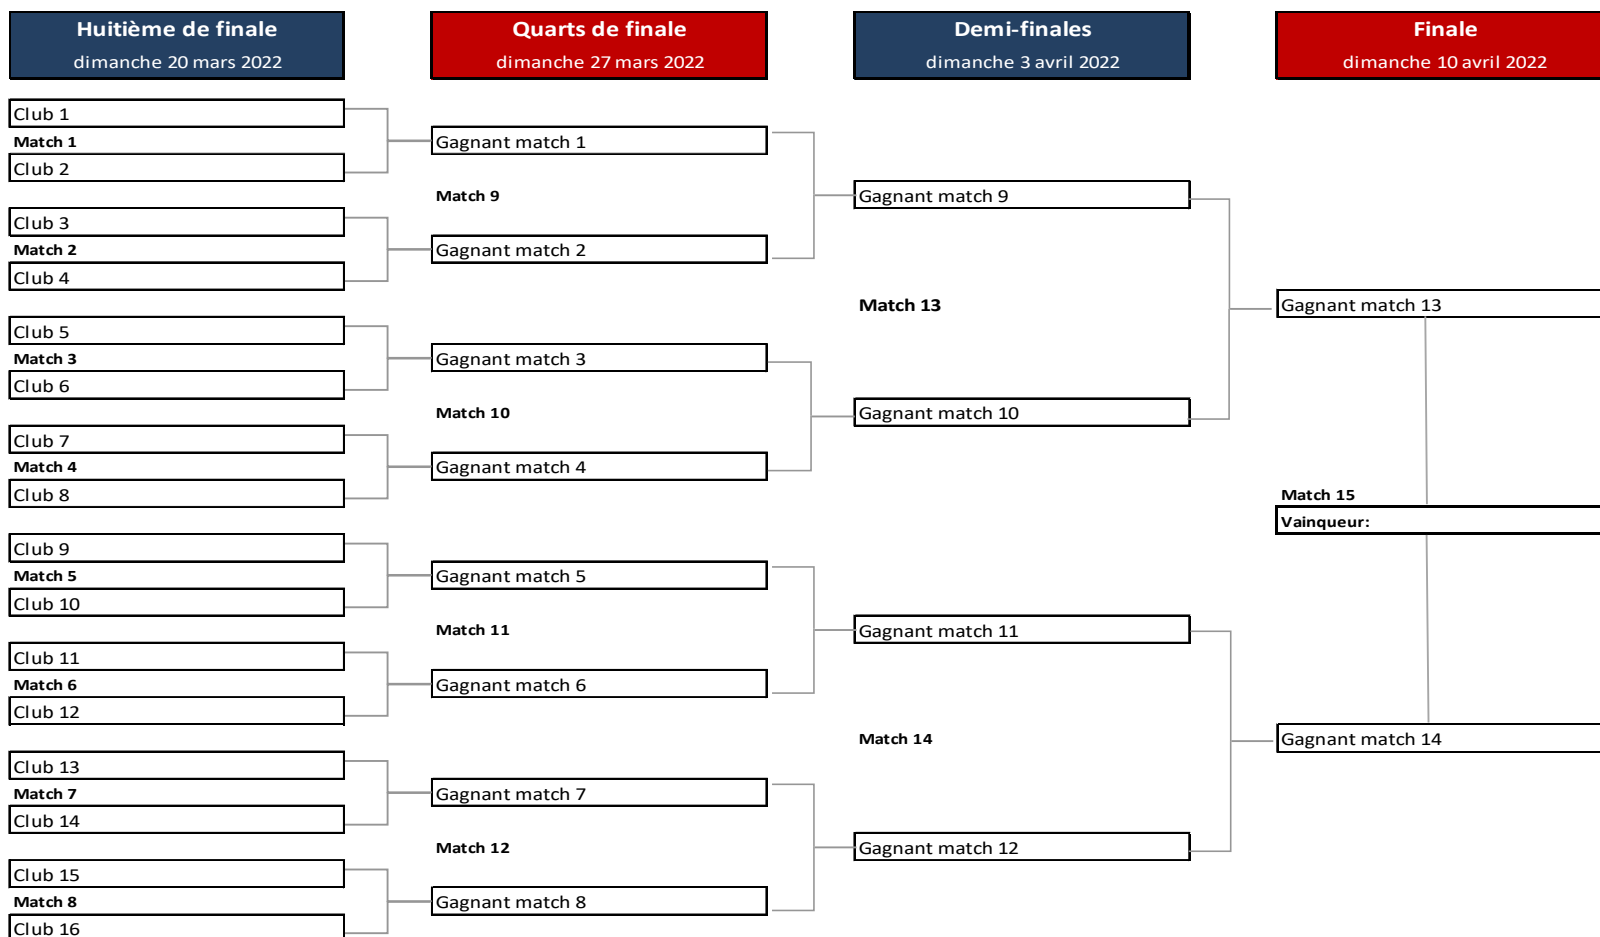 Huitième de finale
dimanche 20 mars 2022
Quarts de finale
dimanche 27 mars 2022
Demi-finales
dimanche 3 avril 2022
Finale
dimanche 10 avril 2022
Club 1
Match 1
Club 2
Club 3
Match 2
Club 4
Club 5
Match 3
Club 6
Club 7
Match 4
Club 8
Club 9
Match 5
Club 10
Club 11
Match 6
Club 12
Club 13
Match 7
Club 14
Club 15
Match 8
Club 16
Gagnant match 1
Match 9
Gagnant match 2
Gagnant match 3
Match 10
Gagnant match 4
Gagnant match 5
Match 11
Gagnant match 6
Gagnant match 7
Match 12
Gagnant match 8
Gagnant match 9
Match 13
Gagnant match 10
Gagnant match 11
Match 14
Gagnant match 12
Gagnant match 13
Match 15
Vainqueur:
Gagnant match 14